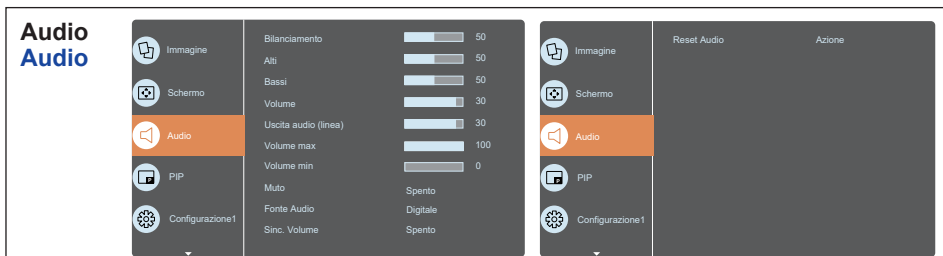 Audio
Audio
Immagine
Schermo
Audio
PIP
Configurazione1
Bilanciamento 50
Alti 50
Bassi 50
Volume 30
Uscita audio (linea) 30
Volume max 100
Volume min 0
Muto Spento
Fonte Audio Digitale
Sinc. Volume Spento
Immagine
Schermo
Audio
PIP
Configurazione1
Reset Audio Azione